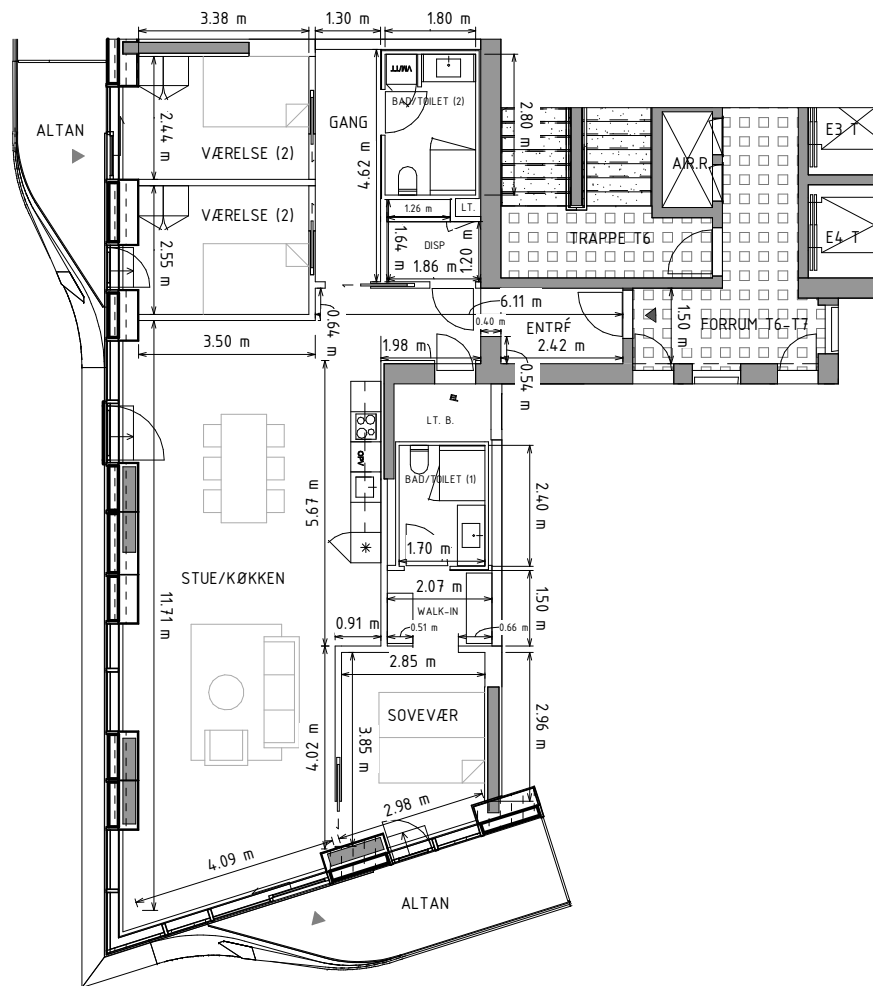 3.38 m
1.30 m
1.80 m
VM/TT
ALTAN
2.44 m
VÆRELSE (2)
GANG
BAD/TOILET (2)
2.80 m
4.62 m
AIR.R.
E3 T
VÆRELSE (2)
1.26 m
LT.
2.55 m
1.64 m
DISP
1.20 m
1.86 m
TRAPPE T6
E4 T
1
6.11 m
0.64 m
0.40 m
ENTRÉ
1.50 m
FORRUM T6-T7
3.50 m
1.98 m
2.42 m
0.54 m
EL
LT. B.
OPV
BAD/TOILET (1)
5.67 m
2.40 m
1.70 m
STUE/KØKKEN
11.71 m
2.07 m
WALK-IN
1.50 m
0.91 m
0.51 m
0.66 m
2.85 m
SOVEVÆR
4.02 m
3.85 m
2.96 m
2.98 m
4.09 m
ALTAN